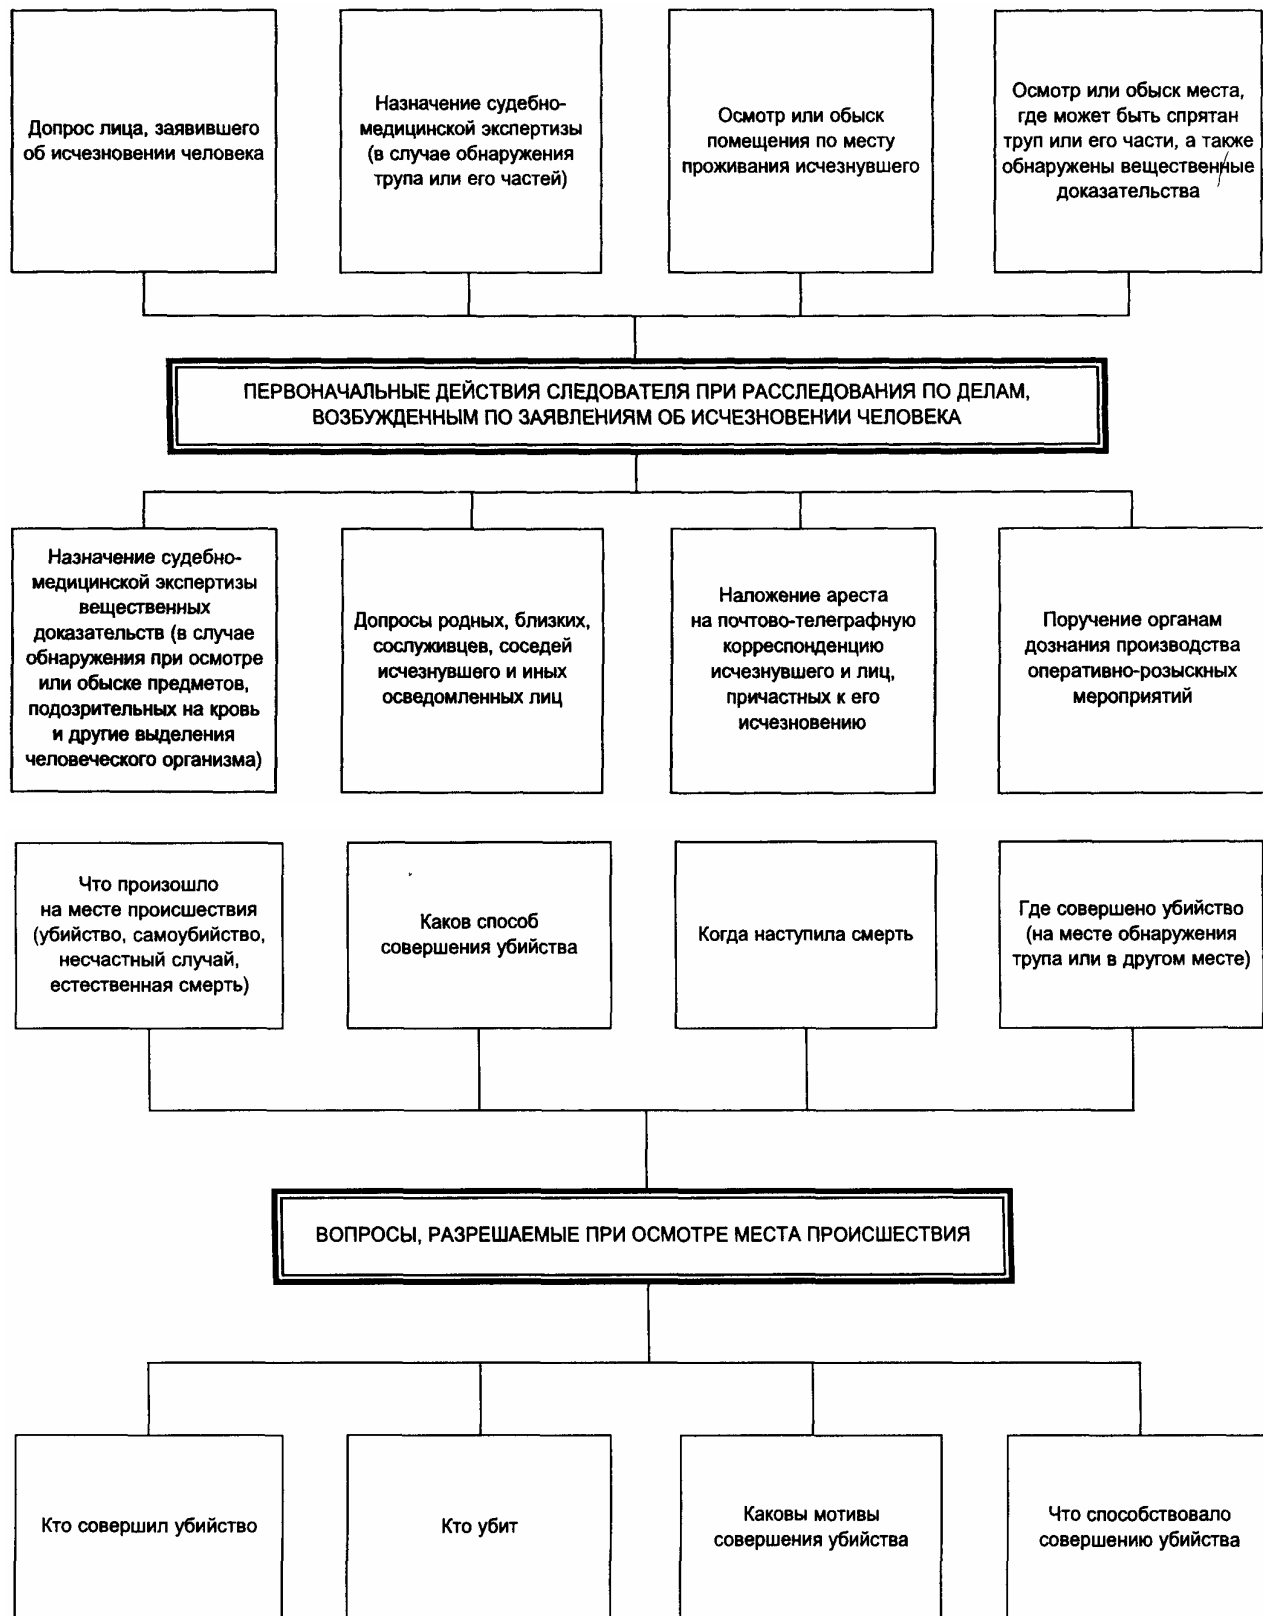 Допрос лица, заявившего
об исчезновении человека
Назначение судебно-
медицинской экспертизы
(в случае обнаружения
трупа или его частей)
Осмотр или обыск
помещения по месту
проживания исчезнувшего
Осмотр или обыск места,
где может быть спрятан
труп или его части, а также
обнаружены вещественные
доказательства
ПЕРВОНАЧАЛЬНЫЕ ДЕЙСТВИЯ СЛЕДОВАТЕЛЯ ПРИ РАССЛЕДОВАНИЯ ПО ДЕЛАМ,
ВОЗБУЖДЕННЫМ ПО ЗАЯВЛЕНИЯМ ОБ ИСЧЕЗНОВЕНИИ ЧЕЛОВЕКА
Назначение судебно-
медицинской экспертизы
вещественных
доказательств (в случае
обнаружения при осмотре
или обыске предметов,
подозрительных на кровь
и другие выделения
человеческого организма)
Допросы родных, близких,
сослуживцев, соседей
исчезнувшего и иных
осведомленных лиц
Наложение ареста
на почтово-телеграфную
корреспонденцию
исчезнувшего и лиц,
причастных к его
исчезновению
Поручение органам
дознания производства
оперативно-розыскных
мероприятий
Что произошло
на месте происшествия
(убийство, самоубийство,
несчастный случай,
естественная смерть)
Каков способ
совершения убийства
Когда наступила смерть
Где совершено убийство
(на месте обнаружения
трупа или в другом месте)
ВОПРОСЫ, РАЗРЕШАЕМЫЕ ПРИ ОСМОТРЕ МЕСТА ПРОИСШЕСТВИЯ
Кто совершил убийство
Кто убит
Каковы мотивы
совершения убийства
Что способствовало
совершению убийства